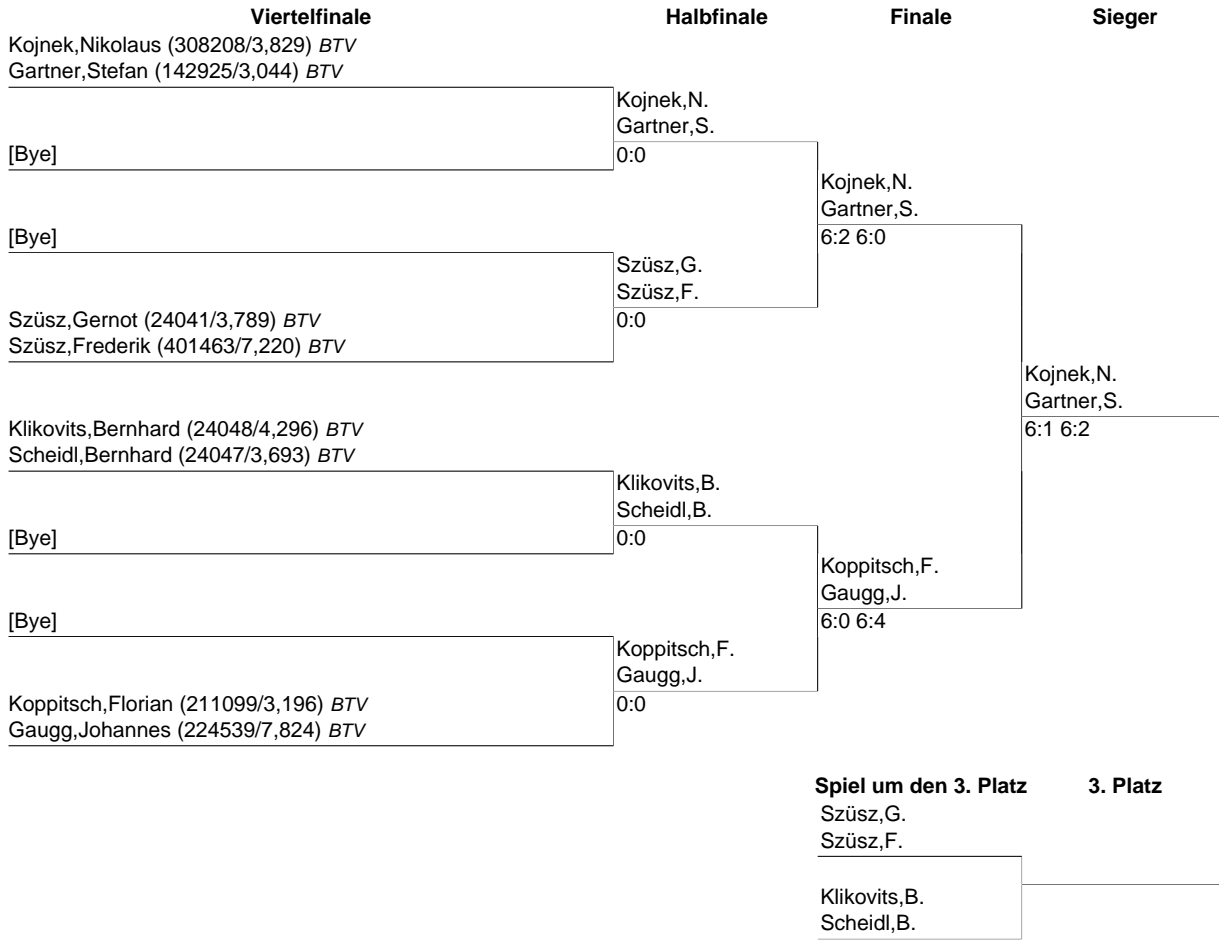 Viertelfinale Halbfinale Finale Sieger
Kojnek,Nikolaus (308208/3,829) BTV
Gartner,Stefan (142925/3,044) BTV
Kojnek,N.
Gartner,S.
[Bye] 0:0
Kojnek,N.
Gartner,S.
[Bye] 6:2 6:0
Szüsz,G.
Szüsz,F.
Szüsz,Gernot (24041/3,789) BTV 0:0
Szüsz,Frederik (401463/7,220) BTV
Kojnek,N.
Gartner,S.
Klikovits,Bernhard (24048/4,296) BTV 6:1 6:2
Scheidl,Bernhard (24047/3,693) BTV
Klikovits,B.
Scheidl,B.
[Bye] 0:0
Koppitsch,F.
Gaugg,J.
[Bye] 6:0 6:4
Koppitsch,F.
Gaugg,J.
Koppitsch,Florian (211099/3,196) BTV 0:0
Gaugg,Johannes (224539/7,824) BTV
Spiel um den 3. Platz 3. Platz
Szüsz,G.
Szüsz,F.
Klikovits,B.
Scheidl,B.